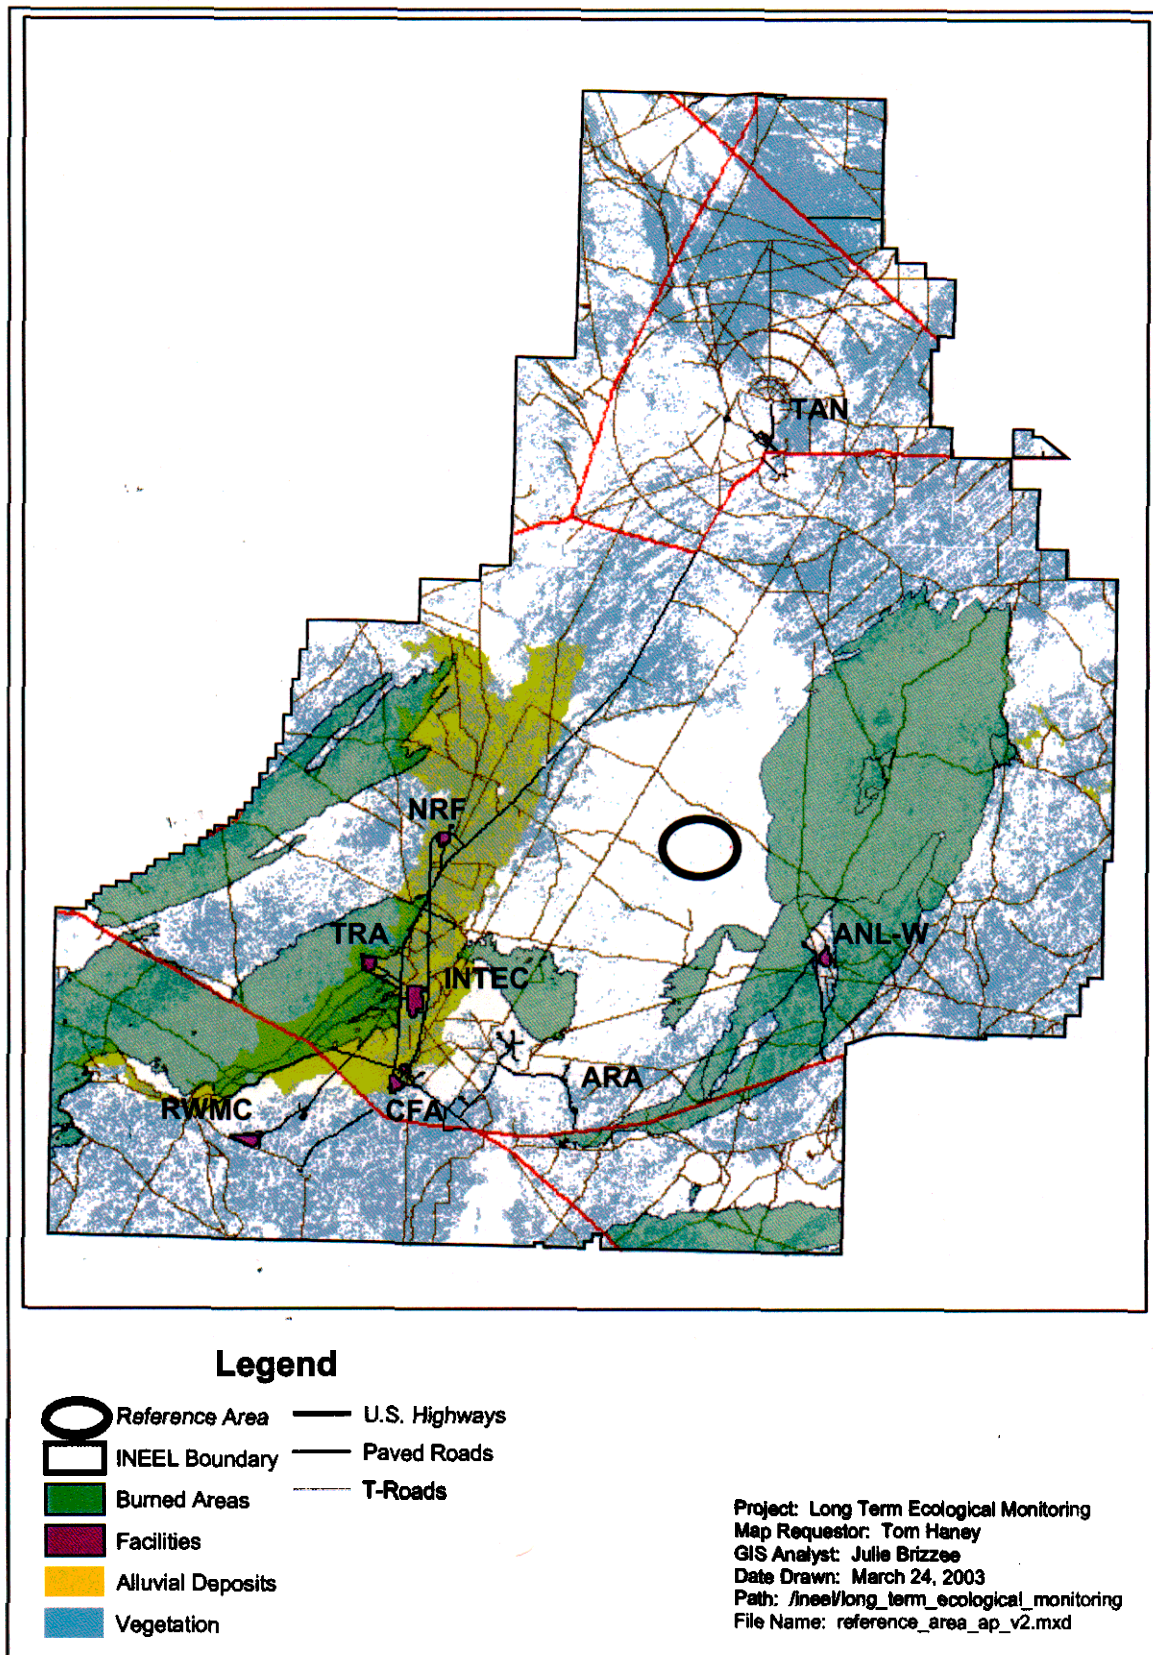 TAN
NRF
TRA
ANL-W
INTEC
ARA
RWMC
CFA
Legend
Reference Area
U.S. Highways
INEEL Boundary
Paved Roads
Burned Areas
T-Roads
Facilities
Alluvial Deposits
Vegetation
Project: Long Term Ecological Monitoring
Map Requestor: Tom Haney
GIS Analyst: Julie Brizzee
Date Drawn: March 24, 2003
Path: /ineel/long_term_ecological_monitoring
File Name: reference_area_ap_v2.mxd